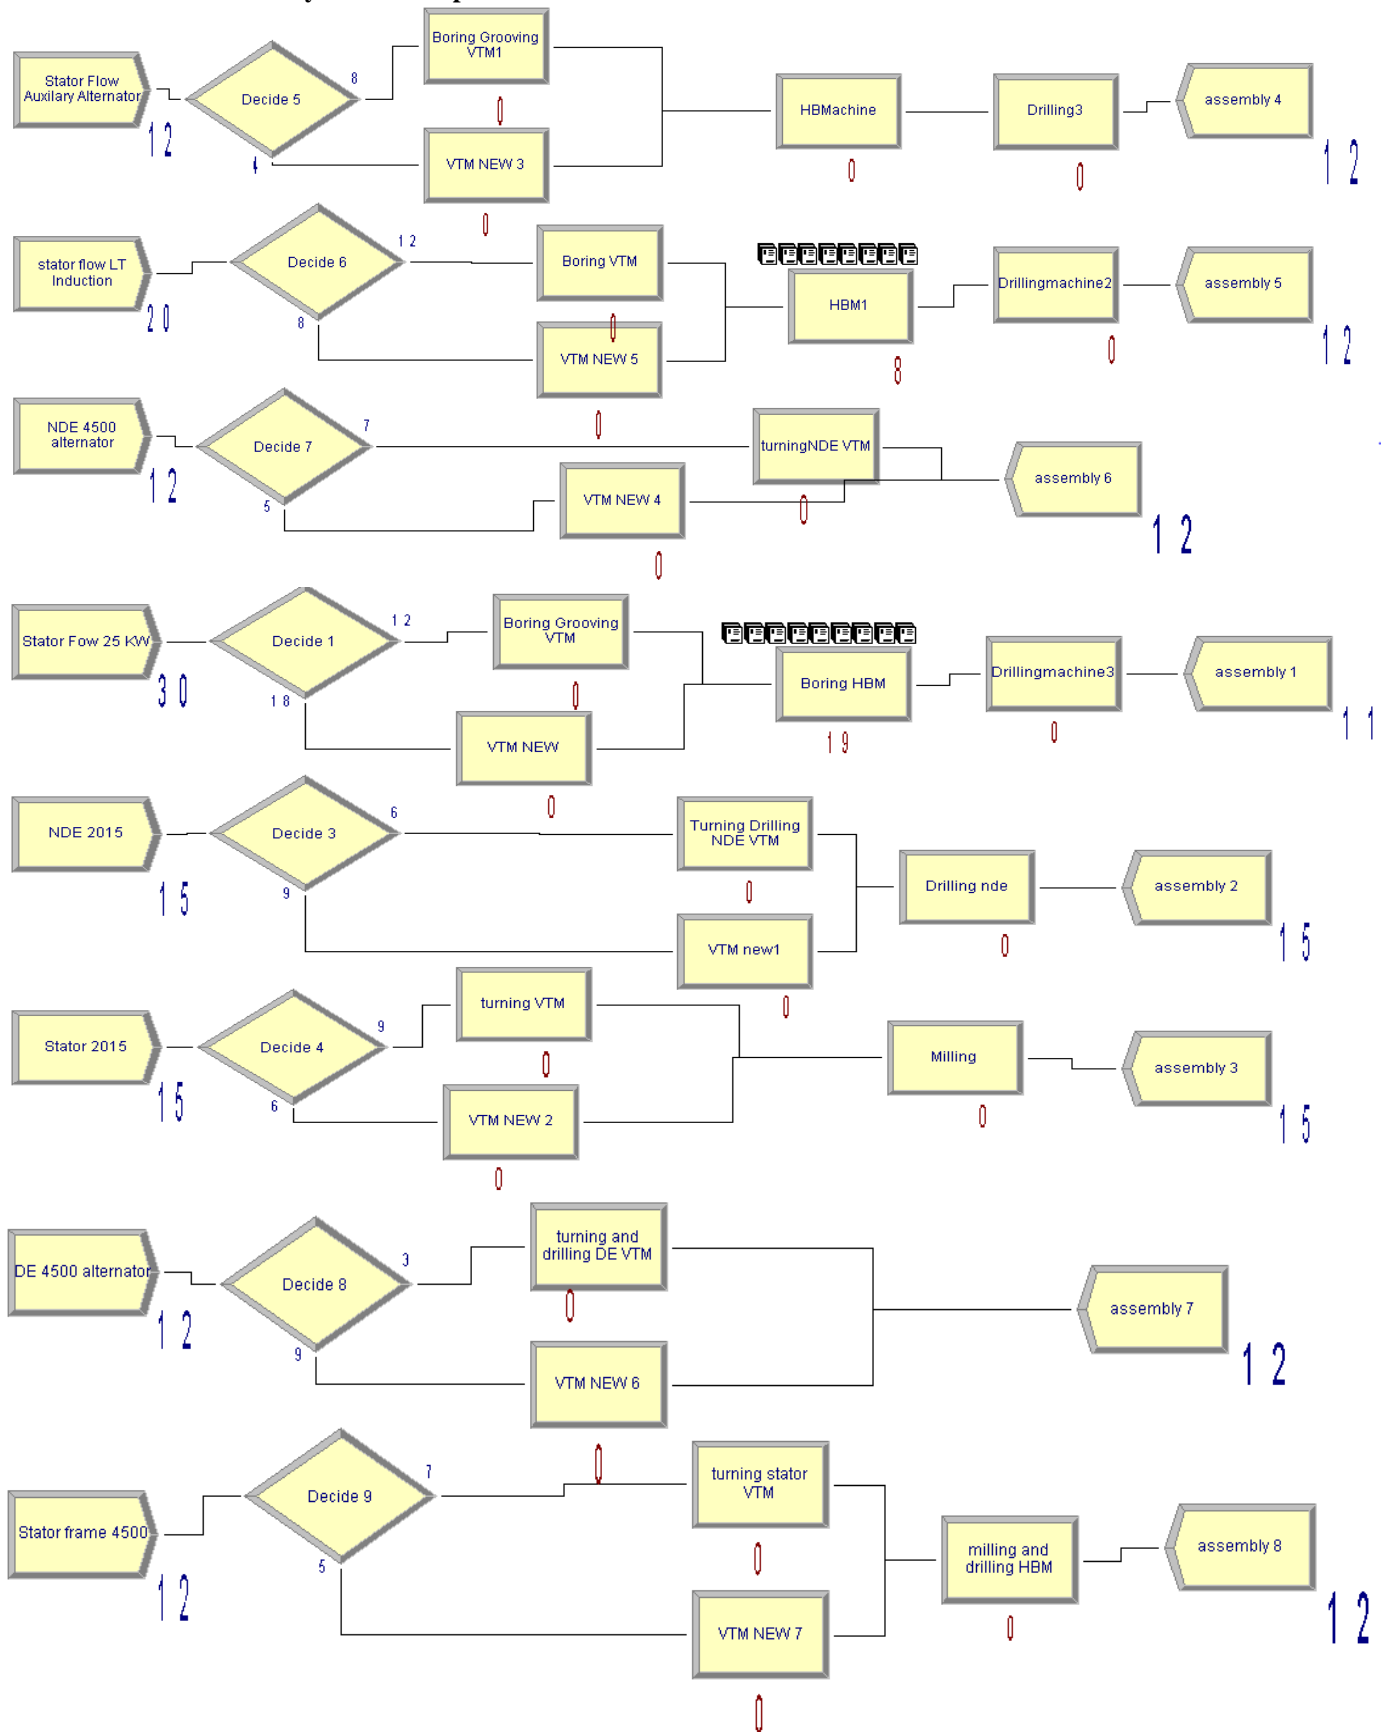 Stator Flow
Auxilary Alternator
1 2
Decide 5
8
4
Boring Grooving
VTM1
0
VTM NEW 3
0
HBMachine
0
Drilling3
0
assembly 4
1 2
stator flow LT
Induction
2 0
Decide 6
1 2
8
Boring VTM
0
VTM NEW 5
0
HBM1
8
Drillingmachine2
0
assembly 5
1 2
NDE 4500
alternator
1 2
Decide 7
7
5
turningNDE VTM
0
VTM NEW 4
0
assembly 6
1 2
Stator Fow 25 KW
3 0
Decide 1
1 2
1 8
Boring Grooving
VTM
0
VTM NEW
0
Boring HBM
1 9
Drillingmachine3
0
assembly 1
1 1
NDE 2015
1 5
Decide 3
6
9
Turning Drilling
NDE VTM
0
VTM new1
0
Drilling nde
0
assembly 2
1 5
Stator 2015
1 5
Decide 4
9
6
turning VTM
0
VTM NEW 2
0
Milling
0
assembly 3
1 5
DE 4500 alternator
1 2
Decide 8
3
9
turning and
drilling DE VTM
0
VTM NEW 6
0
assembly 7
1 2
Stator frame 4500
1 2
Decide 9
7
5
turning stator
VTM
0
VTM NEW 7
0
milling and
drilling HBM
0
assembly 8
1 2